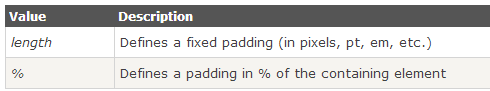 Value Description
length Defines a fixed padding (in pixels, pt, em, etc.)
% Defines a padding in % of the containing element